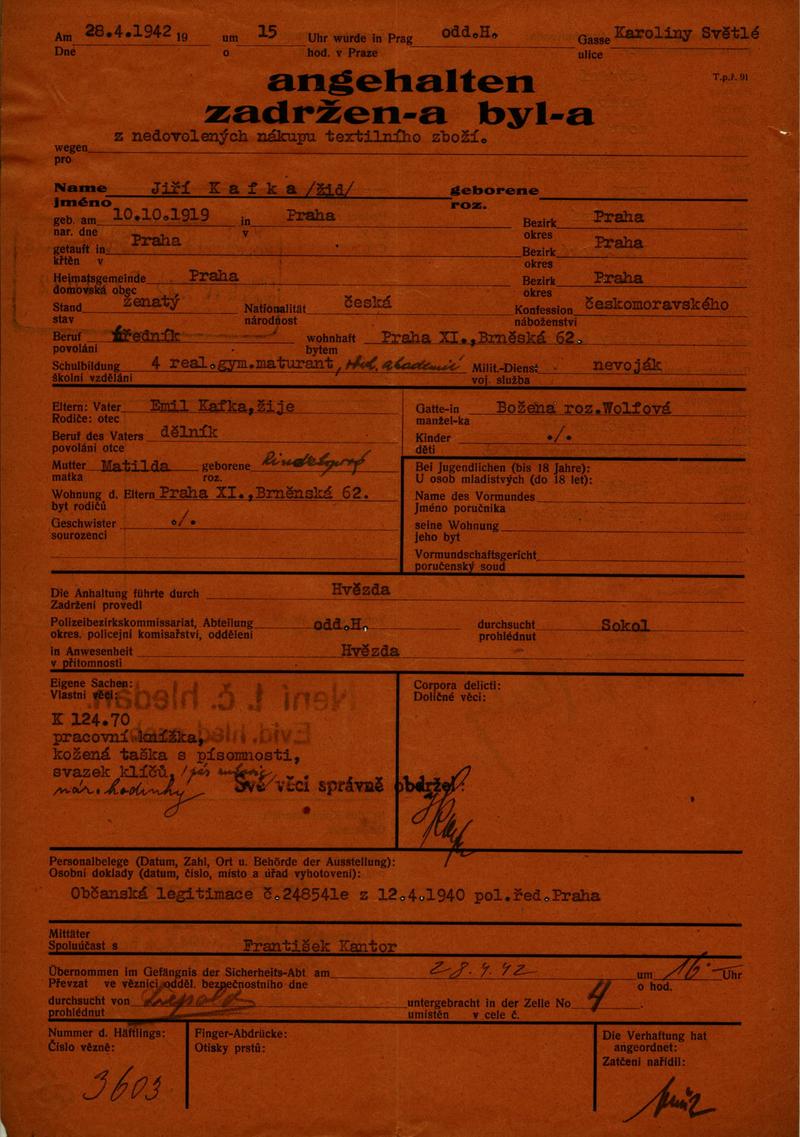 Am 28.4.1942 19 um 15 Uhr wurde in Prag odd.H. Gasse Karoliny Světlé
Dne o hod. v Praze ulice
angehalten
T.p.ř. 91
zadržen-a byl-a
z nedovolených nákupu textilního zboží.
wegen
pro
Name Jiří Kafka /žid/ geborene
jméno roz.
geb. am 10.10.1919 in Praha Bezirk Praha
nar. dne v okres
getauft in Praha Bezirk Praha
křtěn v okres
Heimatsgemeinde Praha Bezirk Praha
domovská obec okres
Stand ženatý Nationalität česká Konfession českomoravského
stav národnost náboženství
Beruf úředník wohnhaft Praha XI.,Brněská 62.
povolání bytem
Schulbildung 4 real.gym.maturant, akademie Milit.-Dienst nevoják
školní vzdělání voj. služba
Eltern: Vater Emil Kafka,žije Gatte-in Božena roz.Wolfová
Rodiče: otec manžel-ka
Beruf des Vaters dělník Kinder ./.
povolání otce děti
Mutter Matilda geborene
matka roz.
Bei Jugendlichen (bis 18 Jahre):
U osob mladistvých (do 18 let):
Wohnung d. Eltern Praha XI.,Brněnská 62. Name des Vormundes
byt rodičů Jméno poručníka
Geschwister ./. seine Wohnung
sourozenci jeho byt
Vormundschaftsgericht
poručenský soud
Die Anhaltung führte durch Hvězda
Zadržení provedl
Polizeibezirkskommissariat, Abteilung odd.H. durchsucht Sokol
okres. policejní komisařství, oddělení prohlédnut
in Anwesenheit Hvězda
v přítomnosti
Eigene Sachen: Corpora delicti:
Vlastní věci: Doličné věci:
Není t. č. hledán.
K 124.70
pracovní knížka,
kožená taška s písomnosti,
svazek klíčů,
nár. hodinky
Své věci správně obdržel:
Personalbelege (Datum, Zahl, Ort u. Behörde der Ausstellung):
Osobní doklady (datum, číslo, místo a úřad vyhotovení):
Občanská legitimace č.248541e z 12.4.1940 pol.řed.Praha
Mittäter
Spoluúčast s František Kantor
Übernommen im Gefängnis der Sicherheits-Abt am 28.4.42 um 16 Uhr
Převzat ve věznici odděl. bezpečnostního dne o hod.
durchsucht von untergebracht in der Zelle No 4
prohlédnut umístěn v cele č.
Nummer d. Häftlings: Finger-Abdrücke: Die Verhaftung hat
Číslo vězně: Otisky prstů: angeordnet:
Zatčení nařídil:
3603